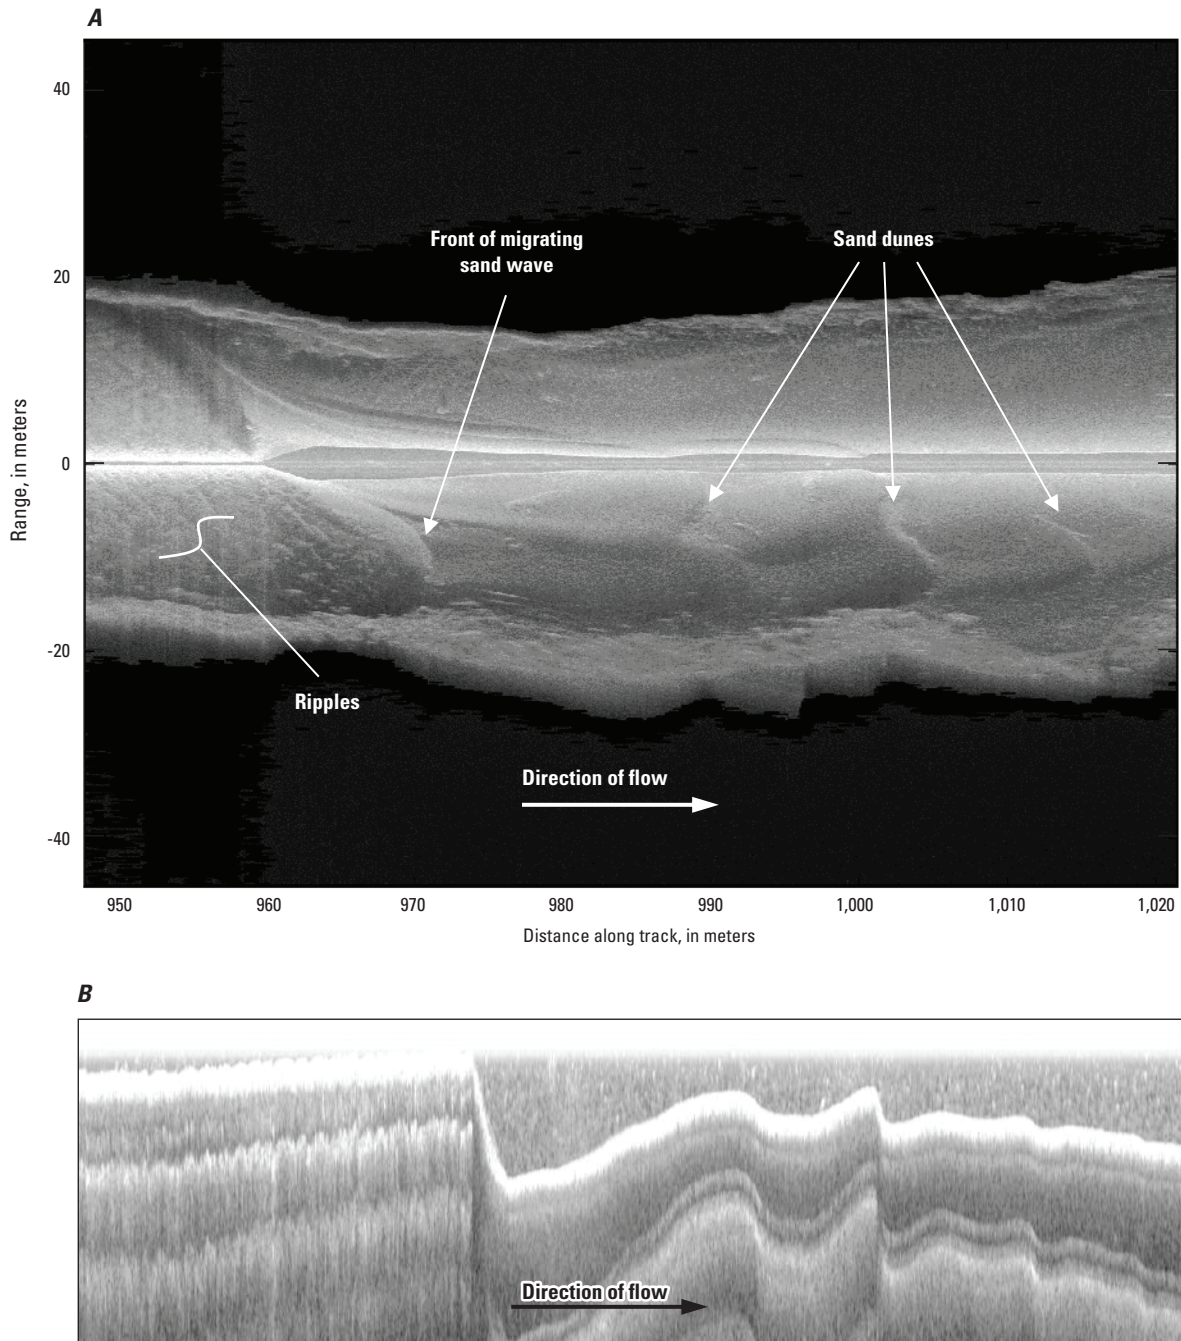 A
40
20
0
-20
-40
Range, in meters
Front of migrating
sand wave
Sand dunes
Ripples
Direction of flow
950 960 970 980 990 1,000 1,010 1,020
Distance along track, in meters
B
Direction of flow